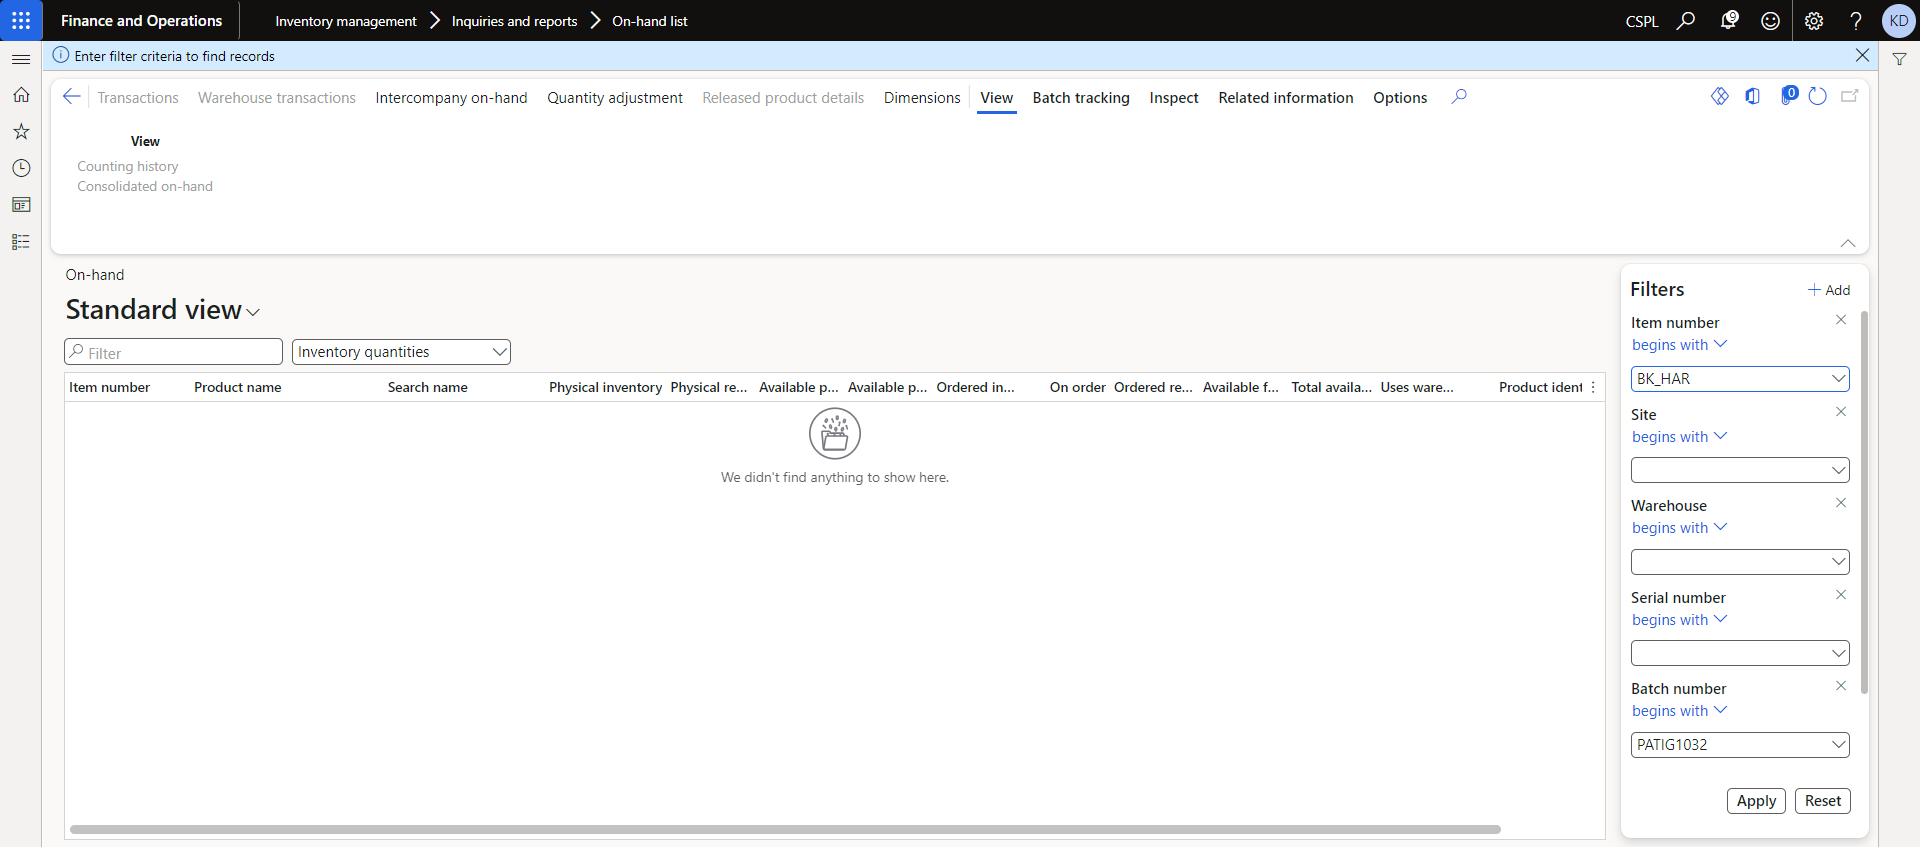 Finance and Operations
Inventory management
Inquiries and reports
On-hand list
CSPL
9
?
KD
Enter filter criteria to find records
Transactions
Warehouse transactions
Intercompany on-hand
Quantity adjustment
Released product details
Dimensions
View
Batch tracking
Inspect
Related information
Options
0
View
Counting history
Consolidated on-hand
On-hand
Standard view
Filter
Inventory quantities
Item number
Product name
Search name
Physical inventory
Physical re...
Available p...
Available p...
Ordered in...
On order
Ordered re...
Available f...
Total availa...
Uses ware...
Product ident
We didn't find anything to show here.
Filters
Add
Item number
begins with
BK_HAR
Site
begins with
Warehouse
begins with
Serial number
begins with
Batch number
begins with
PATIG1032
Apply
Reset